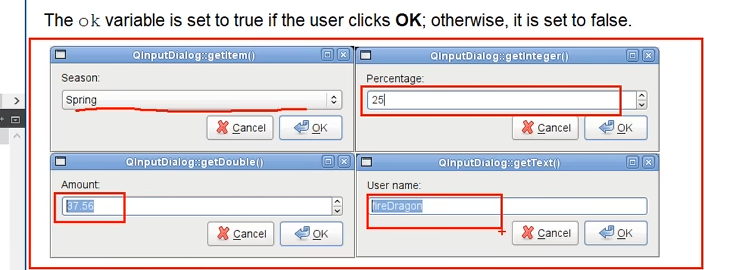 The ok variable is set to true if the user clicks OK; otherwise, it is set to false.
QInputDialog::getItem()
QInputDialog::getInteger()
Season:
Percentage:
Spring
25
Cancel OK
Cancel OK
QInputDialog::getDouble()
QInputDialog::getText()
Amount:
User name:
37.56
fireDragon
Cancel OK
Cancel OK